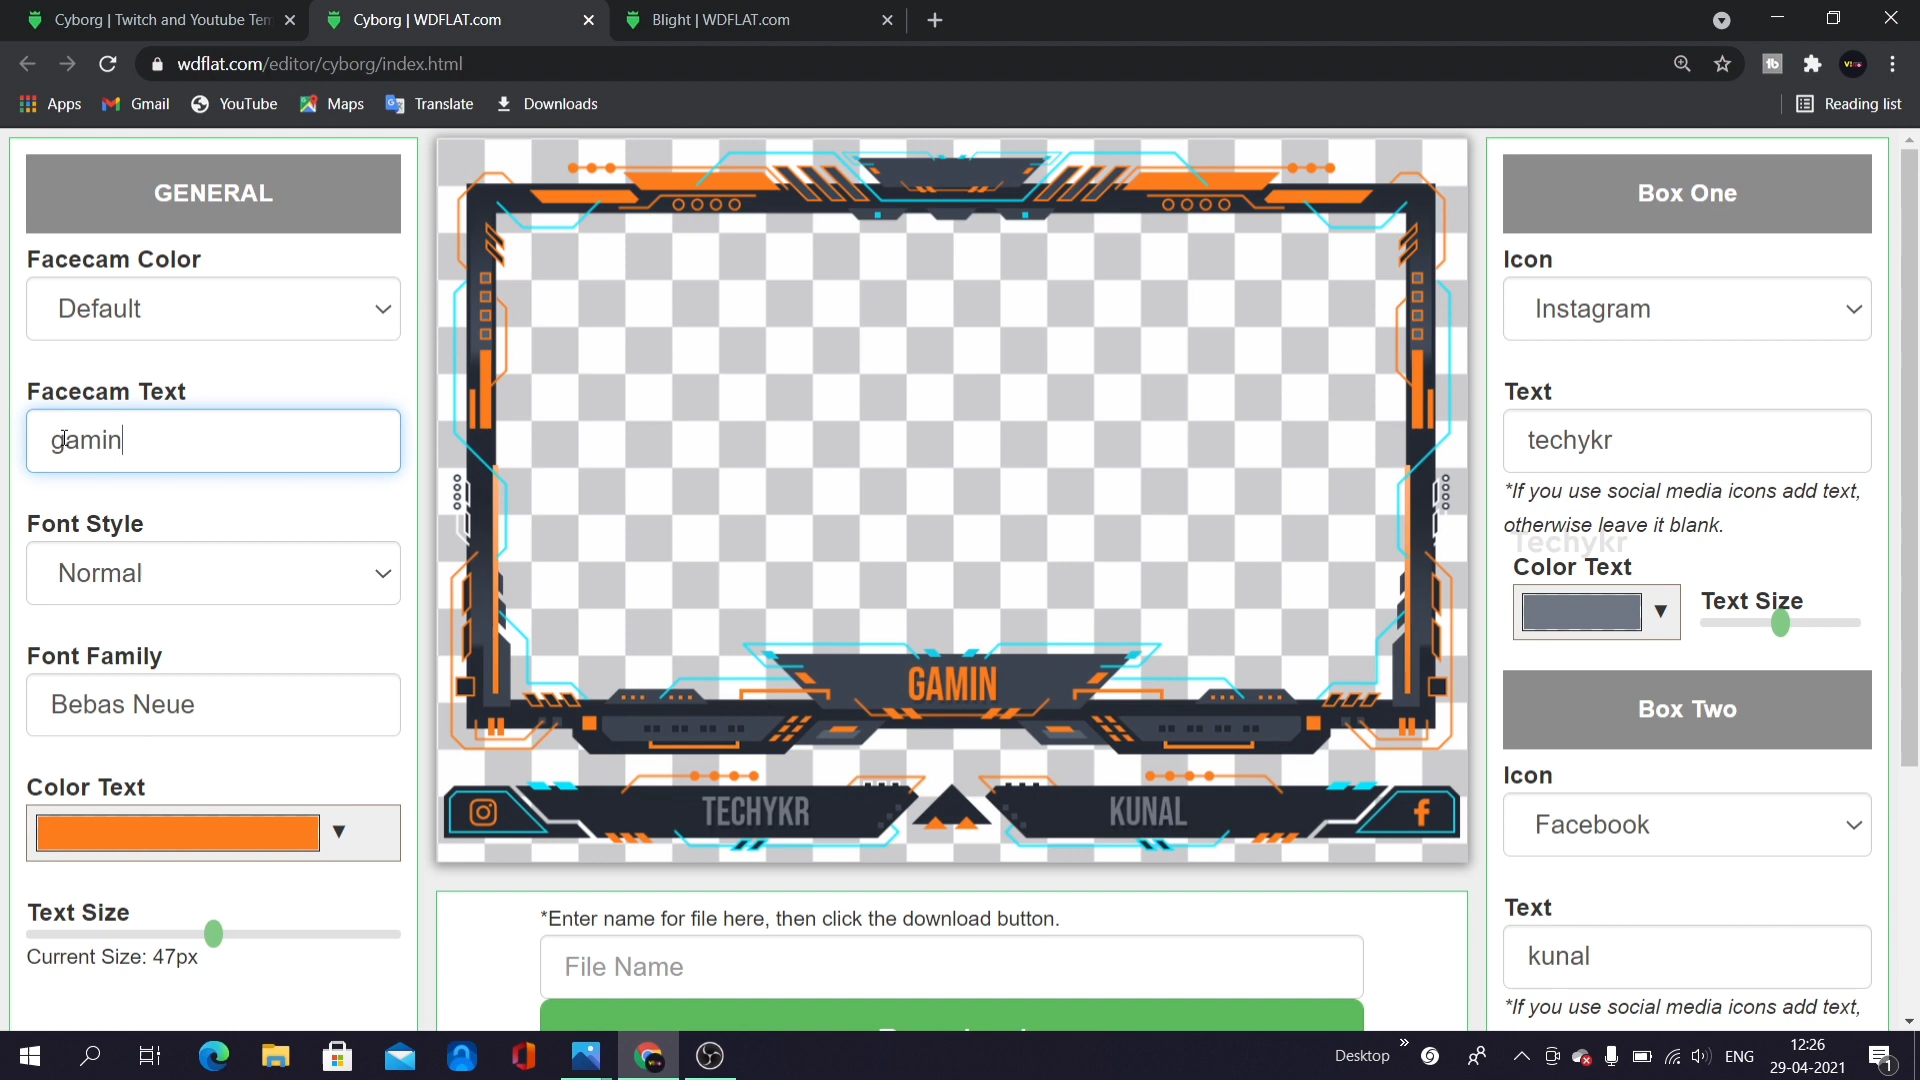 Cyborg | Twitch and Youtube Tem
Cyborg | WDFLAT.com
Blight | WDFLAT.com
wdflat.com/editor/cyborg/index.html
Apps
Gmail
YouTube
Maps
Translate
Downloads
Reading list
GENERAL
Facecam Color
Default
Facecam Text
gamin
Font Style
Normal
Font Family
Bebas Neue
Color Text
Text Size
Current Size: 47px
GAMIN
TECHYKR
KUNAL
*Enter name for file here, then click the download button.
File Name
Box One
Icon
Instagram
Text
techykr
*If you use social media icons add text,
otherwise leave it blank.
Techykr
Color Text
Text Size
Box Two
Icon
Facebook
Text
kunal
*If you use social media icons add text,
Desktop
ENG
12:26
29-04-2021
1